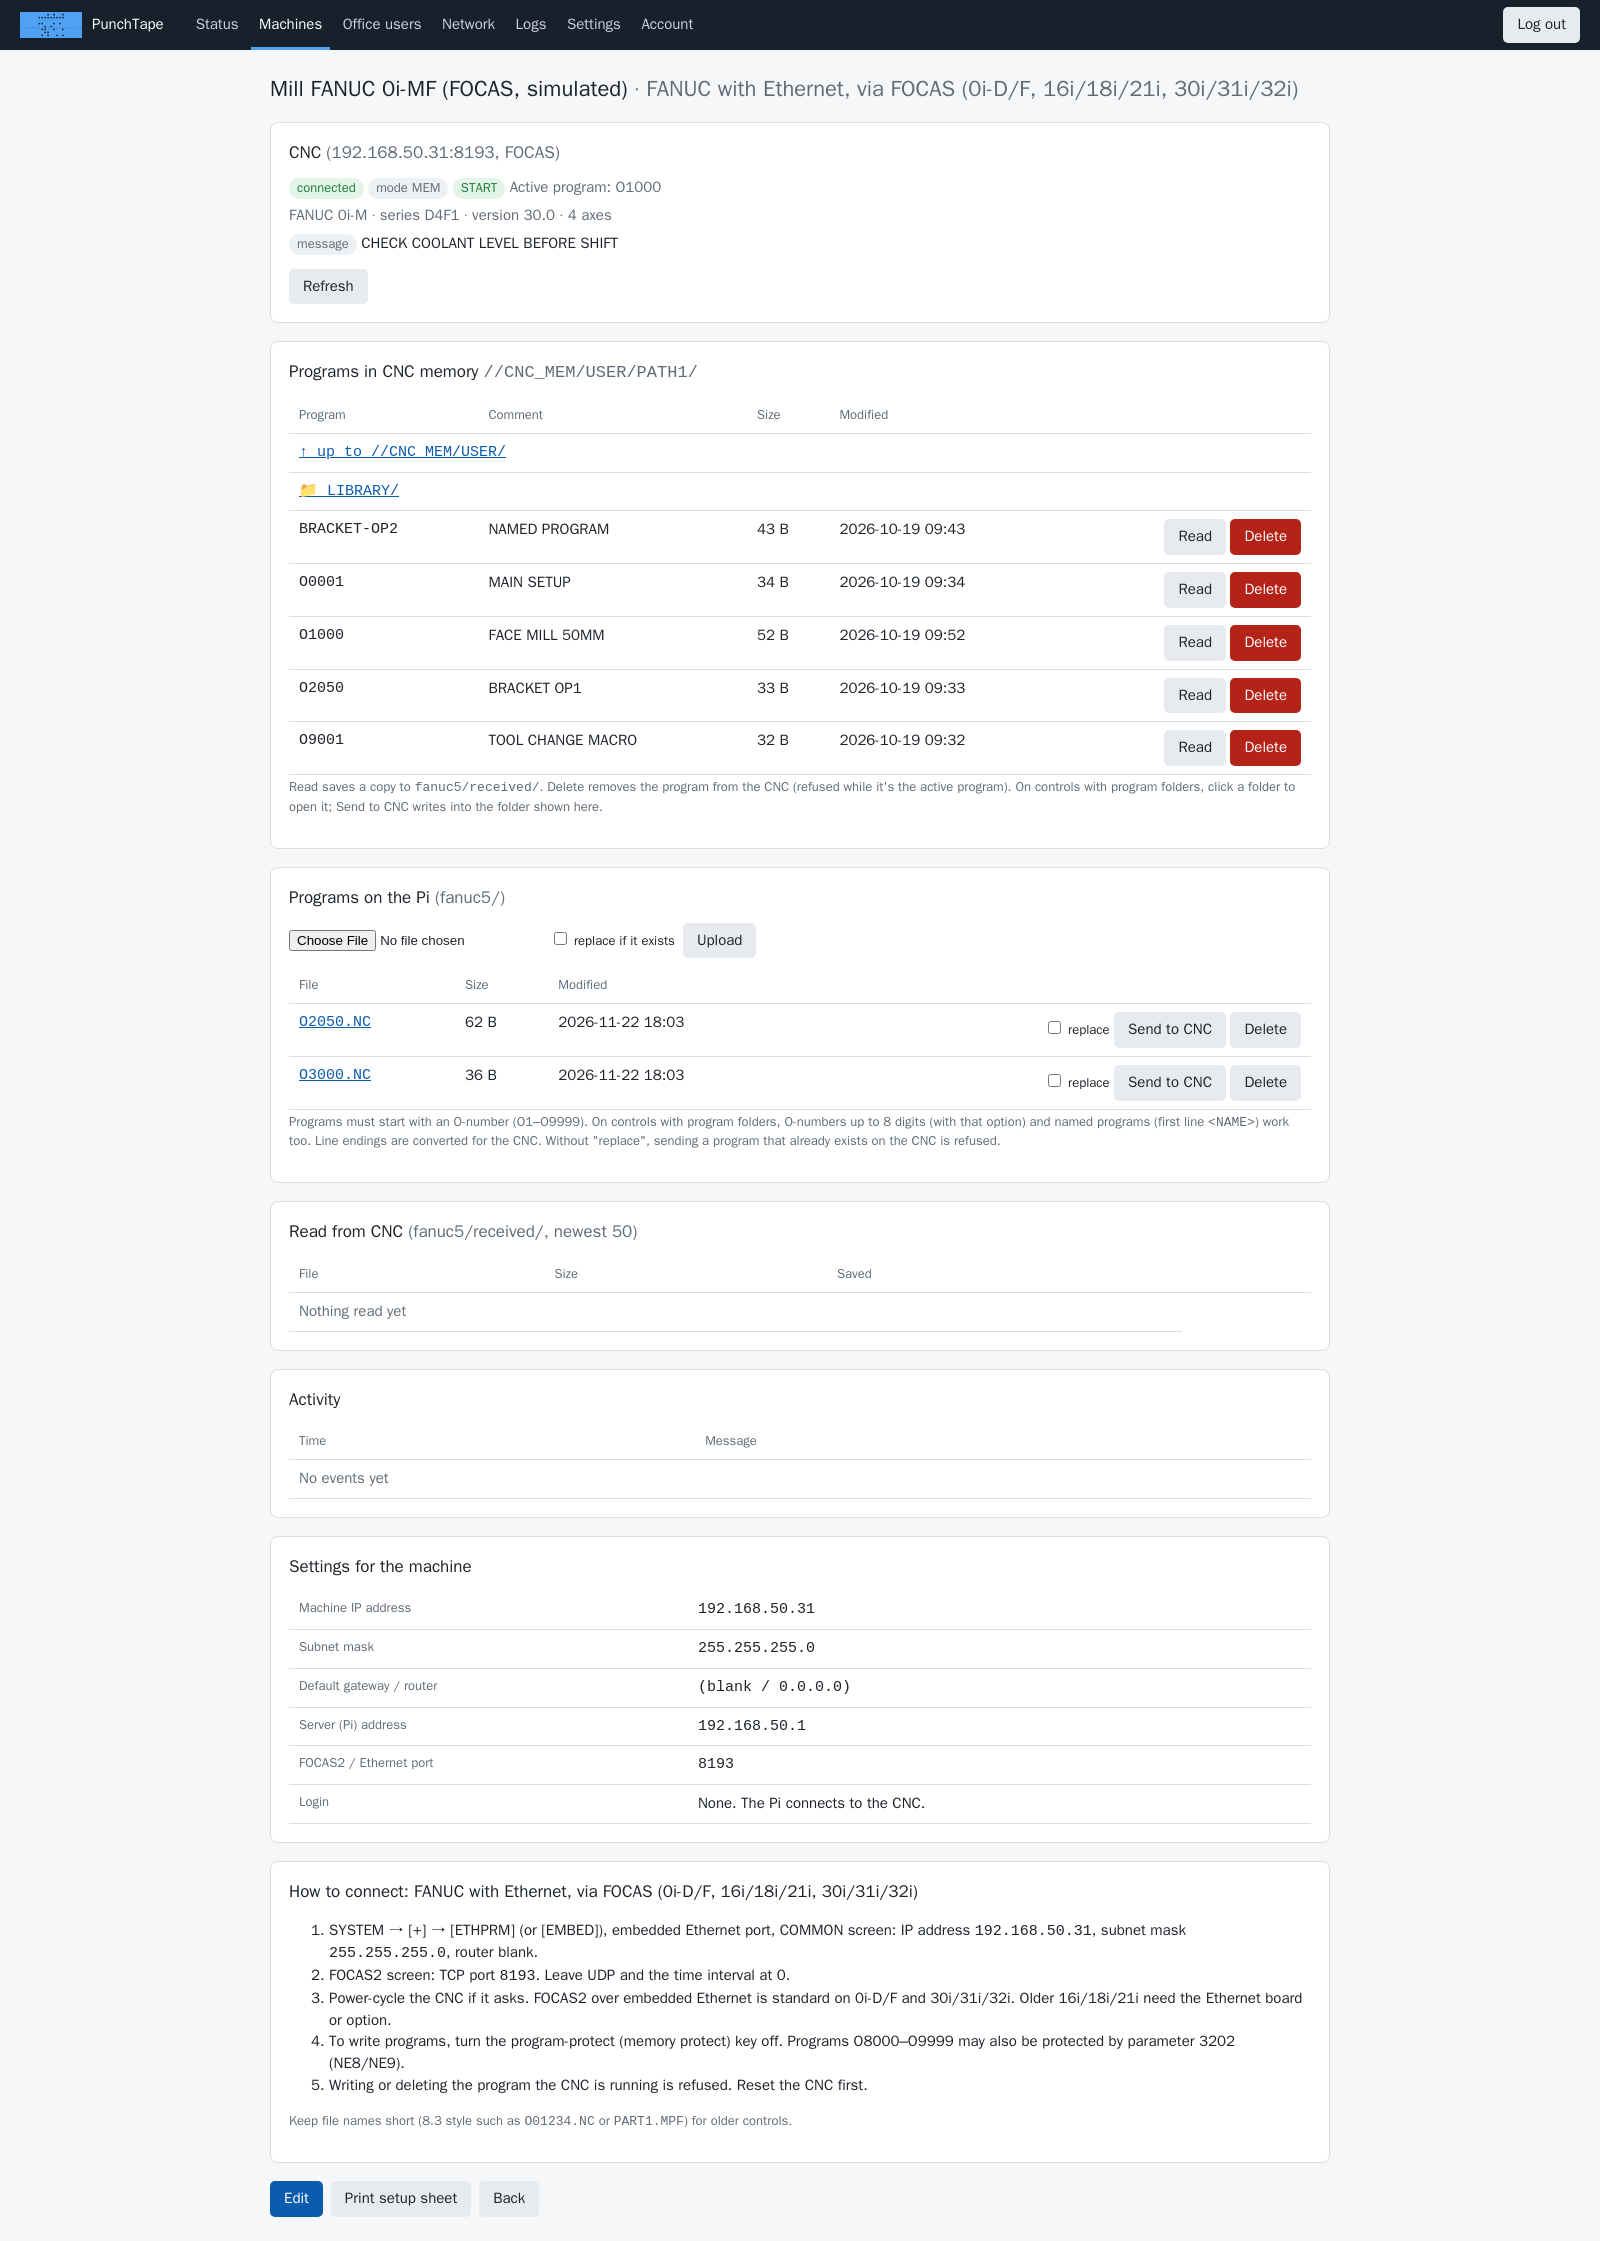 PunchTape Status Machines Office users Network Logs Settings Account Log out
Mill FANUC 0i-MF (FOCAS, simulated) · FANUC with Ethernet, via FOCAS (0i-D/F, 16i/18i/21i, 30i/31i/32i)
CNC (192.168.50.31:8193, FOCAS)
connected mode MEM START Active program: O1000
FANUC 0i-M · series D4F1 · version 30.0 · 4 axes
message CHECK COOLANT LEVEL BEFORE SHIFT
Refresh
Programs in CNC memory //CNC_MEM/USER/PATH1/
Program Comment Size Modified
↑ up to //CNC_MEM/USER/
📁 LIBRARY/
BRACKET-OP2 NAMED PROGRAM 43 B 2026-10-19 09:43 Read Delete
O0001 MAIN SETUP 34 B 2026-10-19 09:34 Read Delete
O1000 FACE MILL 50MM 52 B 2026-10-19 09:52 Read Delete
O2050 BRACKET OP1 33 B 2026-10-19 09:33 Read Delete
O9001 TOOL CHANGE MACRO 32 B 2026-10-19 09:32 Read Delete
Read saves a copy to fanuc5/received/. Delete removes the program from the CNC (refused while it's the active program). On controls with program folders, click a folder to
open it; Send to CNC writes into the folder shown here.
Programs on the Pi (fanuc5/)
Choose File No file chosen replace if it exists Upload
File Size Modified
O2050.NC 62 B 2026-11-22 18:03 replace Send to CNC Delete
O3000.NC 36 B 2026-11-22 18:03 replace Send to CNC Delete
Programs must start with an O-number (O1–O9999). On controls with program folders, O-numbers up to 8 digits (with that option) and named programs (first line <NAME>) work
too. Line endings are converted for the CNC. Without "replace", sending a program that already exists on the CNC is refused.
Read from CNC (fanuc5/received/, newest 50)
File Size Saved
Nothing read yet
Activity
Time Message
No events yet
Settings for the machine
Machine IP address 192.168.50.31
Subnet mask 255.255.255.0
Default gateway / router (blank / 0.0.0.0)
Server (Pi) address 192.168.50.1
FOCAS2 / Ethernet port 8193
Login None. The Pi connects to the CNC.
How to connect: FANUC with Ethernet, via FOCAS (0i-D/F, 16i/18i/21i, 30i/31i/32i)
1. SYSTEM → [+] → [ETHPRM] (or [EMBED]), embedded Ethernet port, COMMON screen: IP address 192.168.50.31, subnet mask
255.255.255.0, router blank.
2. FOCAS2 screen: TCP port 8193. Leave UDP and the time interval at 0.
3. Power-cycle the CNC if it asks. FOCAS2 over embedded Ethernet is standard on 0i-D/F and 30i/31i/32i. Older 16i/18i/21i need the Ethernet board
or option.
4. To write programs, turn the program-protect (memory protect) key off. Programs O8000–O9999 may also be protected by parameter 3202
(NE8/NE9).
5. Writing or deleting the program the CNC is running is refused. Reset the CNC first.
Keep file names short (8.3 style such as O01234.NC or PART1.MPF) for older controls.
Edit Print setup sheet Back